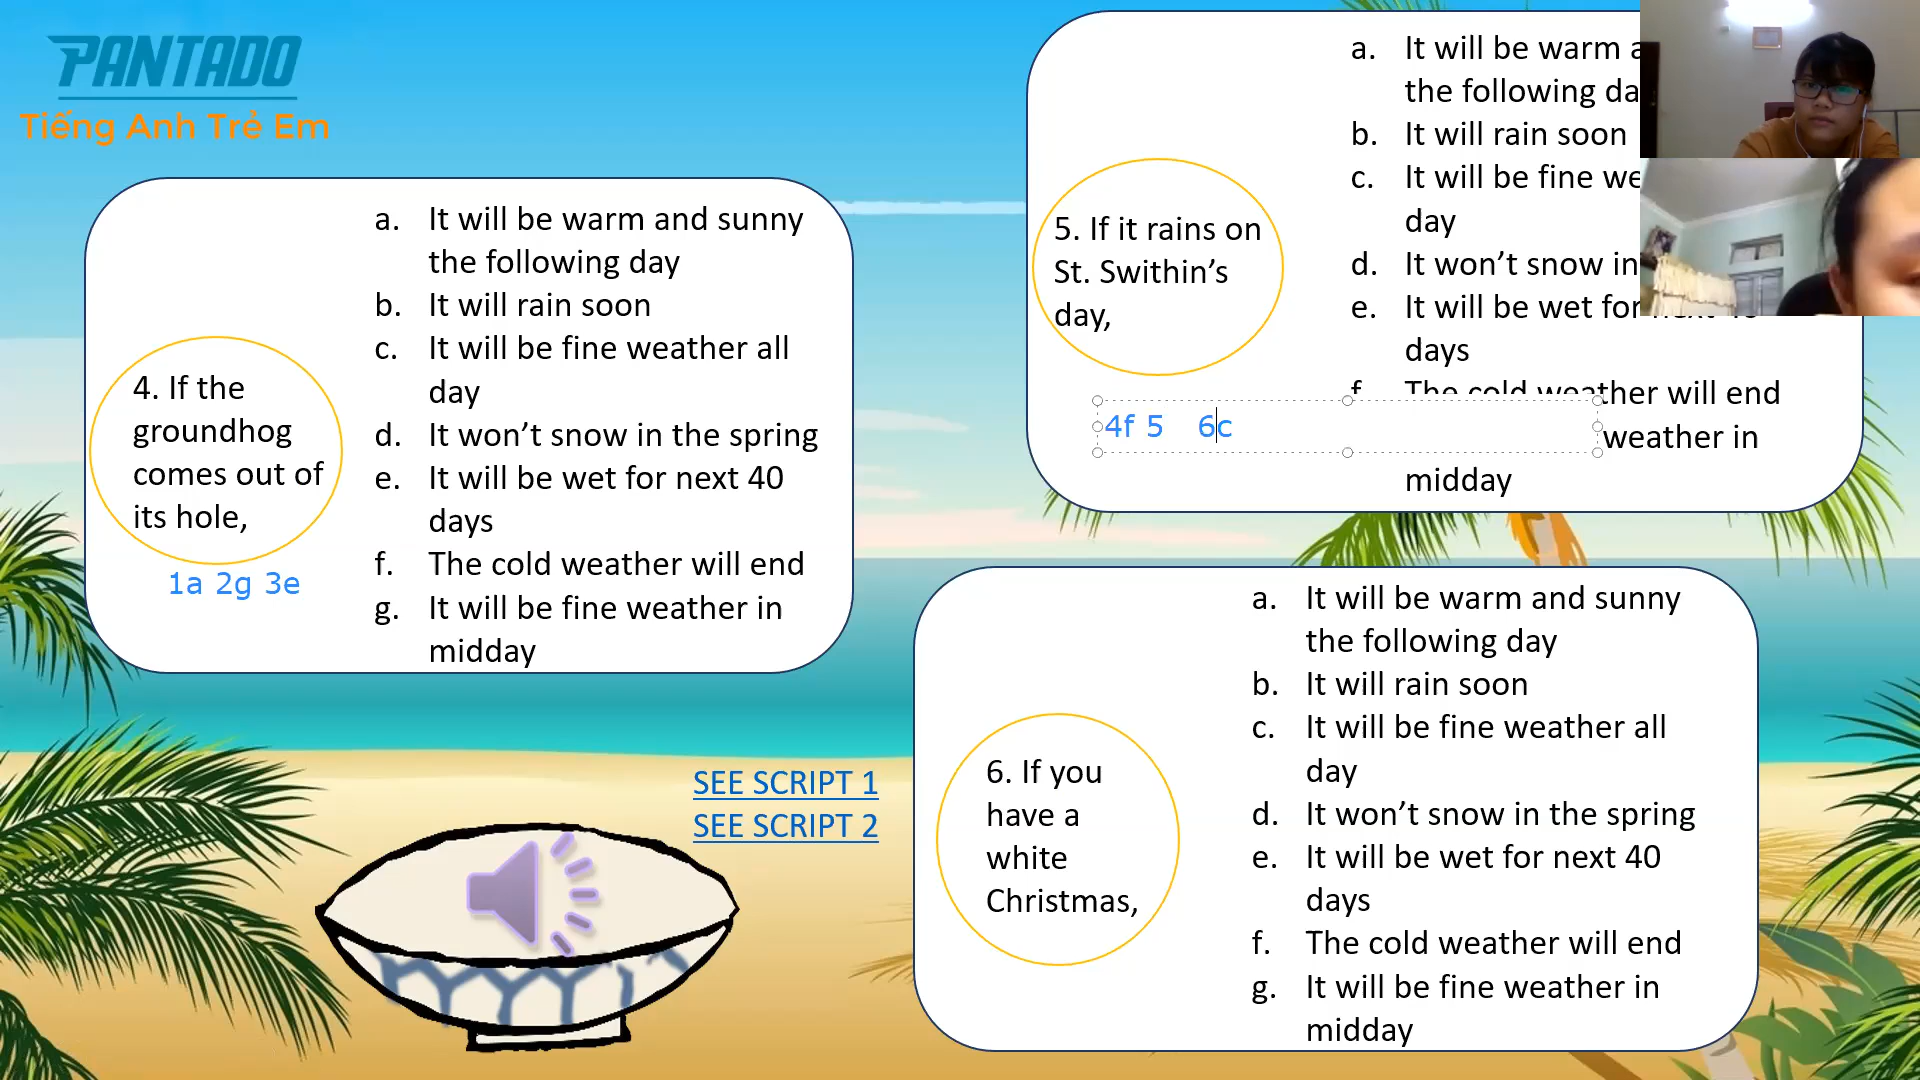 PANTADO
Tiếng Anh Trẻ Em
4. If the
groundhog
comes out of
its hole,
1a 2g 3e
a. It will be warm and sunny
the following day
b. It will rain soon
c. It will be fine weather all
day
d. It won’t snow in the spring
e. It will be wet for next 40
days
f. The cold weather will end
g. It will be fine weather in
midday
5. If it rains on
St. Swithin’s
day,
a. It will be warm
the following
b. It will rain soon
c. It will be fine
day
d. It won’t snow in
e. It will be wet for
days
f. The cold weather will end
weather in
midday
4f 5 6c
SEE SCRIPT 1
SEE SCRIPT 2
6. If you
have a
white
Christmas,
a. It will be warm and sunny
the following day
b. It will rain soon
c. It will be fine weather all
day
d. It won’t snow in the spring
e. It will be wet for next 40
days
f. The cold weather will end
g. It will be fine weather in
midday